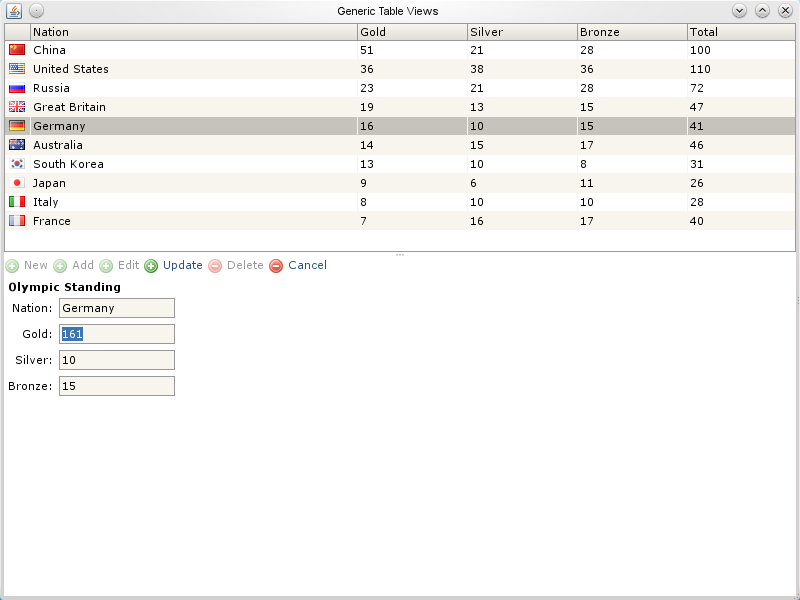 Generic Table Views
Nation Gold Silver Bronze Total
China 51 21 28 100
United States 36 38 36 110
Russia 23 21 28 72
Great Britain 19 13 15 47
Germany 16 10 15 41
Australia 14 15 17 46
South Korea 13 10 8 31
Japan 9 6 11 26
Italy 8 10 10 28
France 7 16 17 40
New Add Edit Update Delete Cancel
Olympic Standing
Nation: Germany
Gold: 161
Silver: 10
Bronze: 15